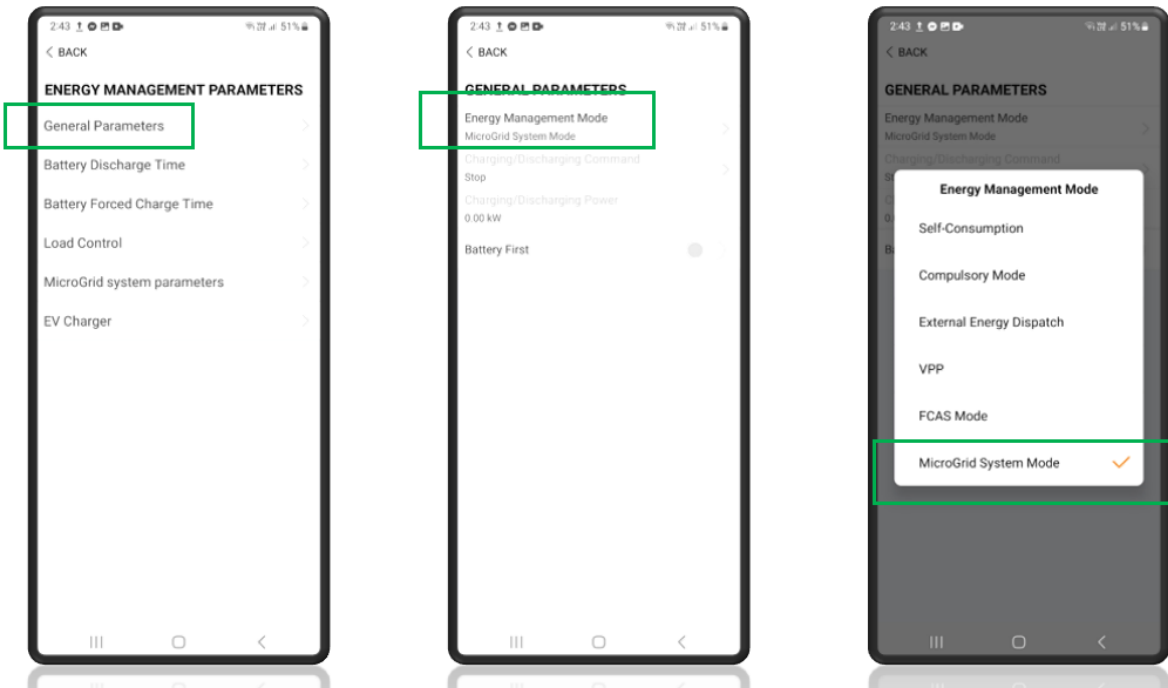 2:43 51%
< BACK
ENERGY MANAGEMENT PARAMETERS
General Parameters
Battery Discharge Time
Battery Forced Charge Time
Load Control
MicroGrid system parameters
EV Charger
2:43 51%
< BACK
GENERAL PARAMETERS
Energy Management Mode
MicroGrid System Mode
Charging/Discharging Command
Stop
Charging/Discharging Power
0.00 kW
Battery First
2:43 51%
< BACK
GENERAL PARAMETERS
Energy Management Mode
MicroGrid System Mode
Charging/Discharging Command
Energy Management Mode
Self-Consumption
Compulsory Mode
External Energy Dispatch
VPP
FCAS Mode
MicroGrid System Mode